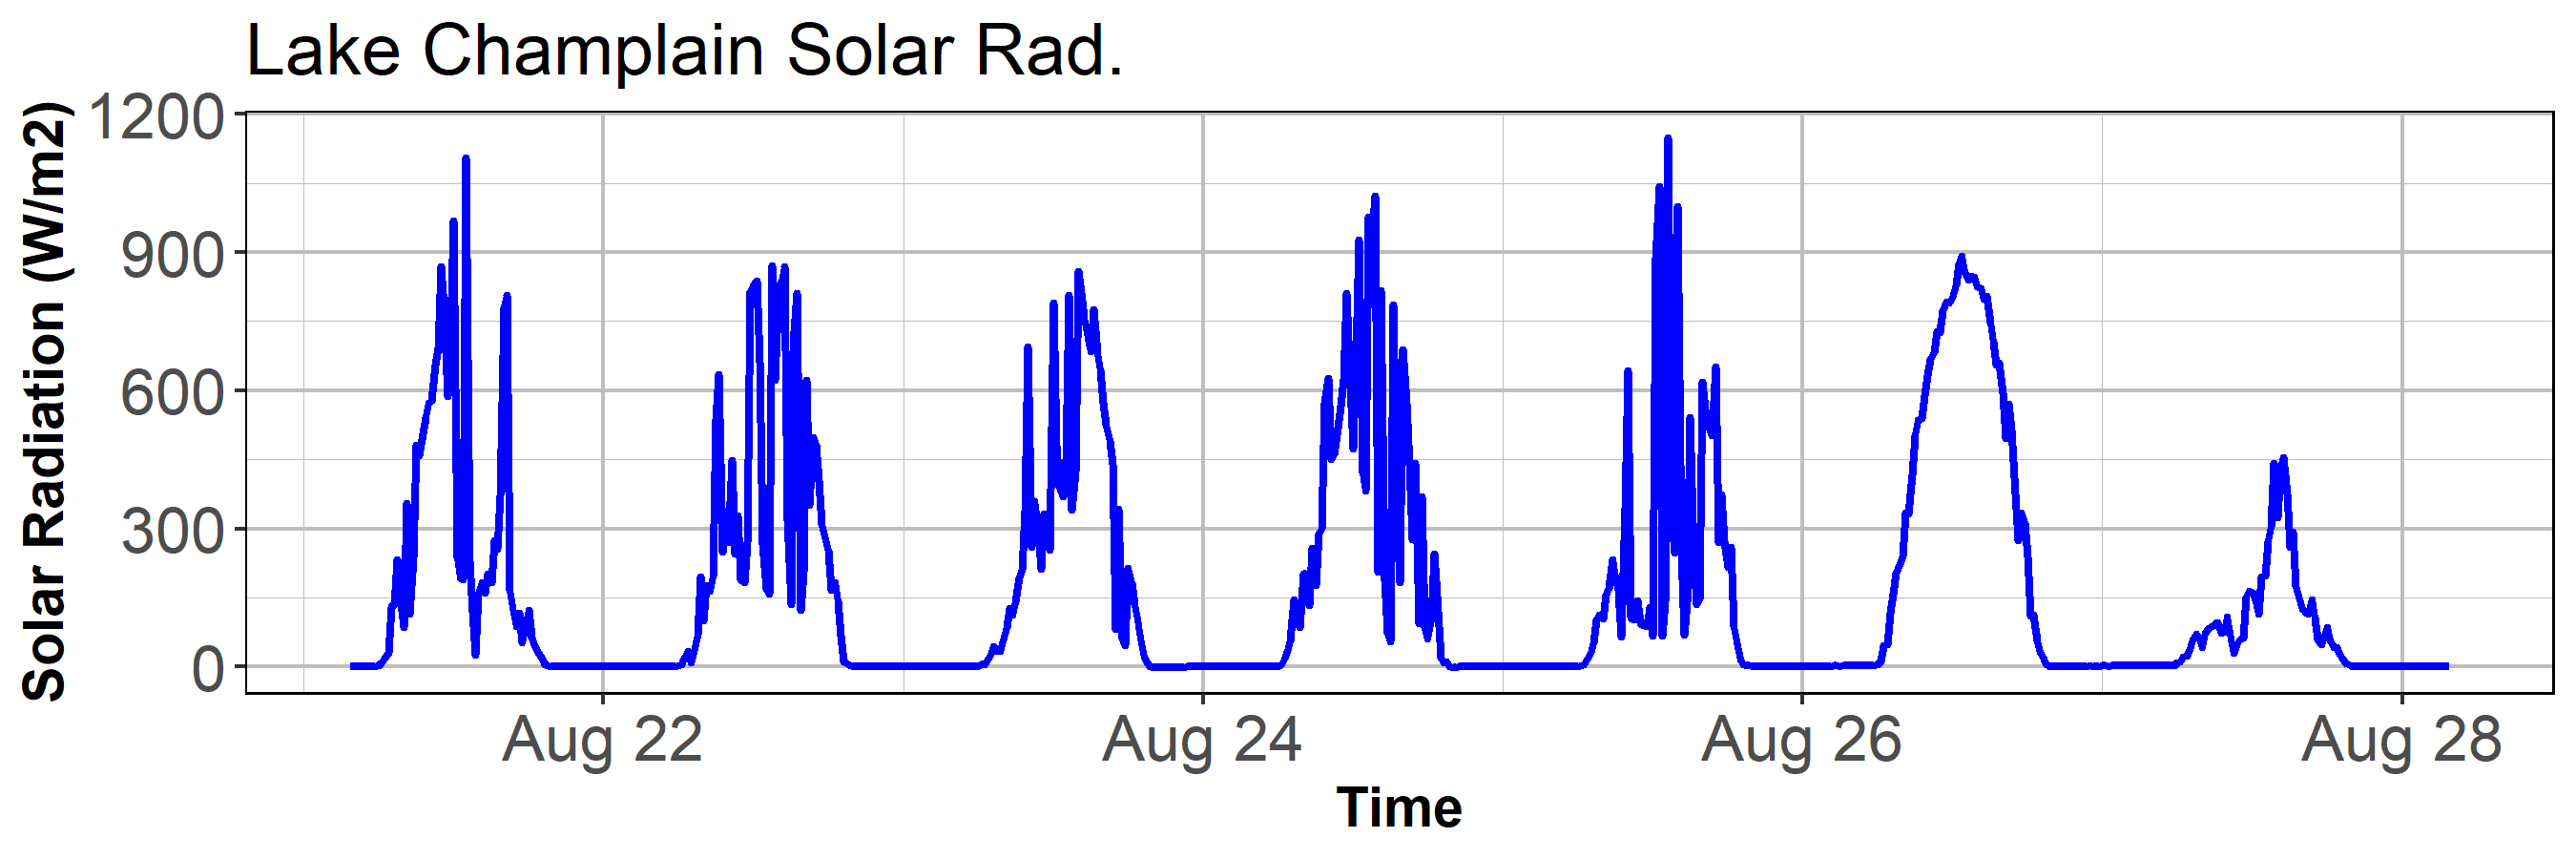 Lake Champlain Solar Rad.
Solar Radiation (W/m2)
1200
900
600
300
0
Aug 22 Aug 24 Aug 26 Aug 28
Time